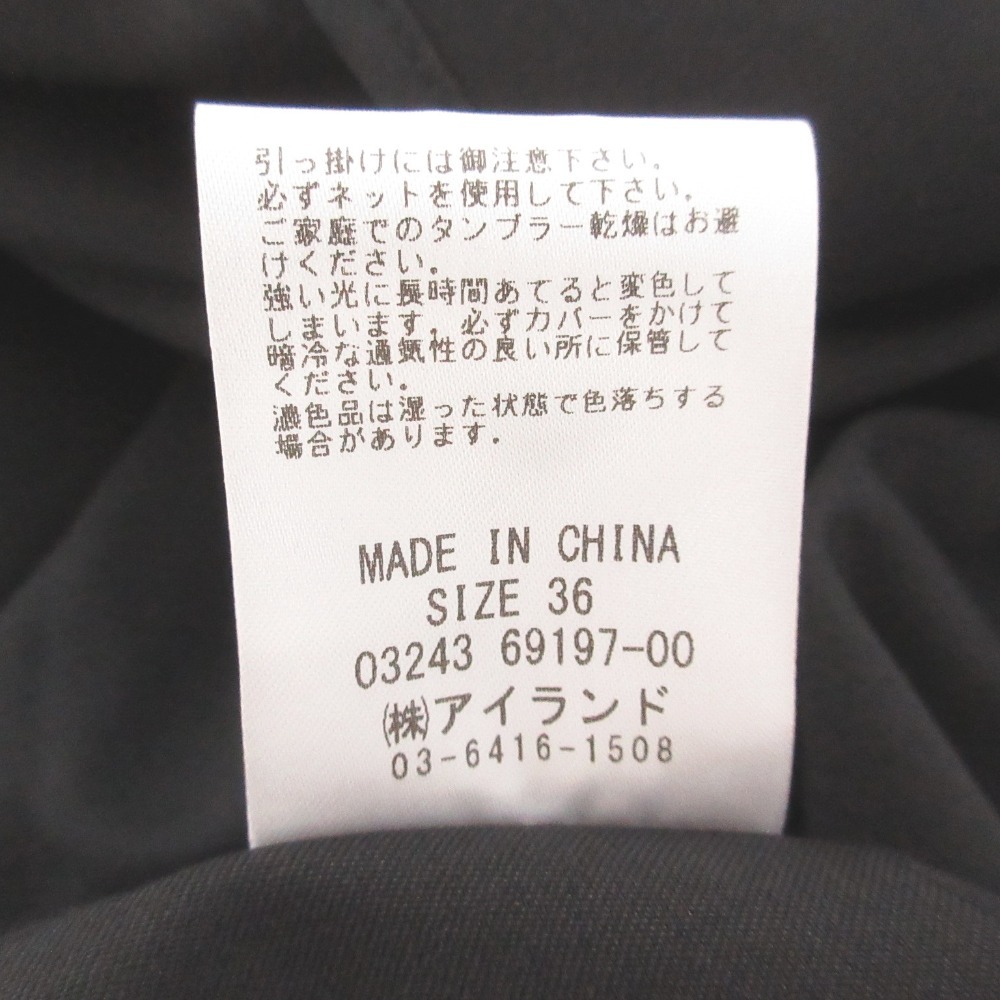 引っ掛けには御注意下さい。
必ずネットを使用して下さい。
ご家庭でのタンブラー乾燥はお避
けください。
強い光に長時間あてると変色して
しまいます。必ずカバーをかけて
暗冷な通気性の良い所に保管して
ください。
濃色品は湿った状態で色落ちする
場合があります。
MADE IN CHINA
SIZE 36
03243 69197-00
㈱アイランド
03-6416-1508